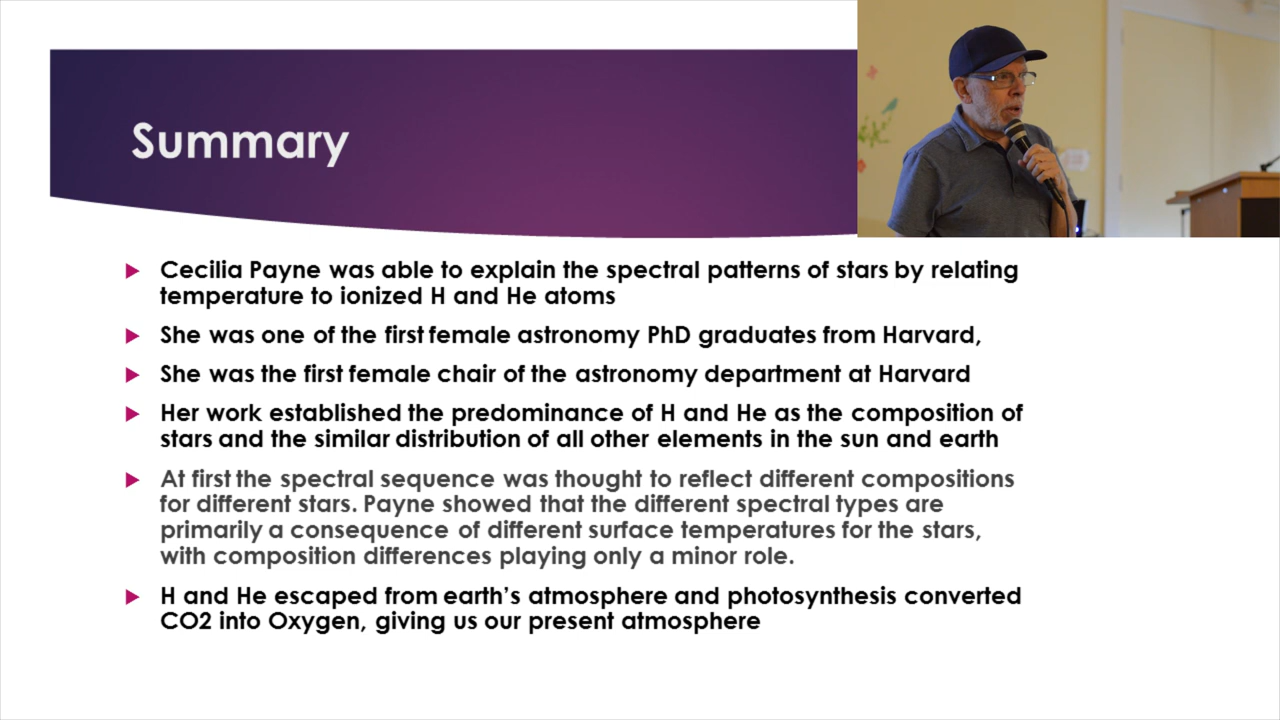 Summary
Cecilia Payne was able to explain the spectral patterns of stars by relating
temperature to ionized H and He atoms
She was one of the first female astronomy PhD graduates from Harvard,
She was the first female chair of the astronomy department at Harvard
Her work established the predominance of H and He as the composition of
stars and the similar distribution of all other elements in the sun and earth
At first the spectral sequence was thought to reflect different compositions
for different stars. Payne showed that the different spectral types are
primarily a consequence of different surface temperatures for the stars,
with composition differences playing only a minor role.
H and He escaped from earth’s atmosphere and photosynthesis converted
CO2 into Oxygen, giving us our present atmosphere